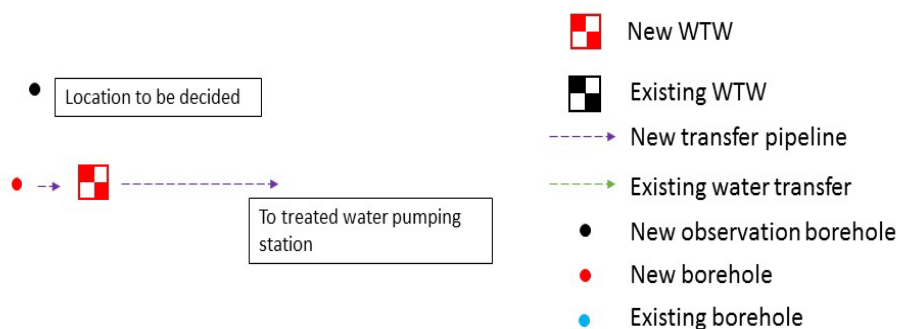 Location to be decided
To treated water pumping
station
New WTW
Existing WTW
New transfer pipeline
Existing water transfer
New observation borehole
New borehole
Existing borehole